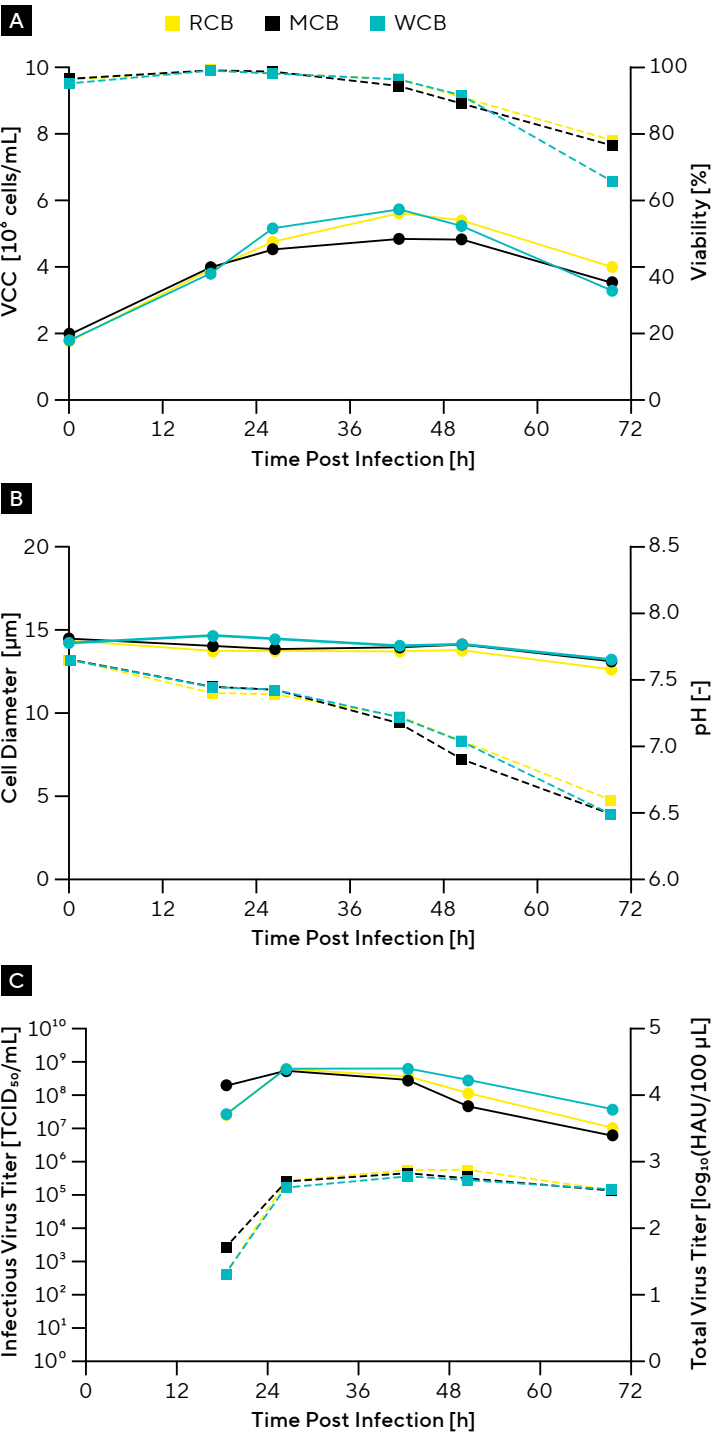 A
RCB MCB WCB
10
8
6
4
2
0
VCC [10⁶ cells/mL]
100
80
60
40
20
0
Viability [%]
0 12 24 36 48 60 72
Time Post Infection [h]
B
20
15
10
5
0
Cell Diameter [µm]
8.5
8.0
7.5
7.0
6.5
6.0
pH [-]
0 12 24 36 48 60 72
Time Post Infection [h]
C
10¹⁰
10⁹
10⁸
10⁷
10⁶
10⁵
10⁴
10³
10²
10¹
10⁰
Infectious Virus Titer [TCID₅₀/mL]
5
4
3
2
1
0
Total Virus Titer [log₁₀(HAU/100 µL]
0 12 24 36 48 60 72
Time Post Infection [h]